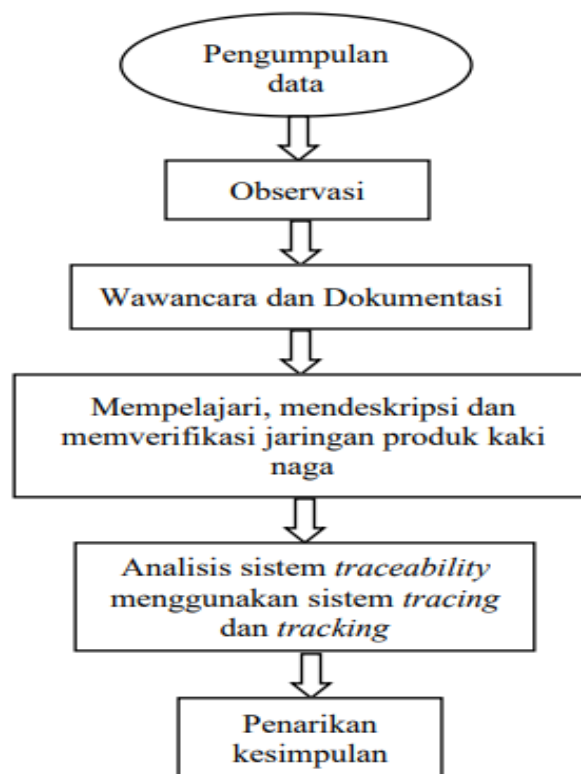 Pengumpulan
data
Observasi
Wawancara dan Dokumentasi
Mempelajari, mendeskripsi dan
memverifikasi jaringan produk kaki
naga
Analisis sistem traceability
menggunakan sistem tracing
dan tracking
Penarikan
kesimpulan